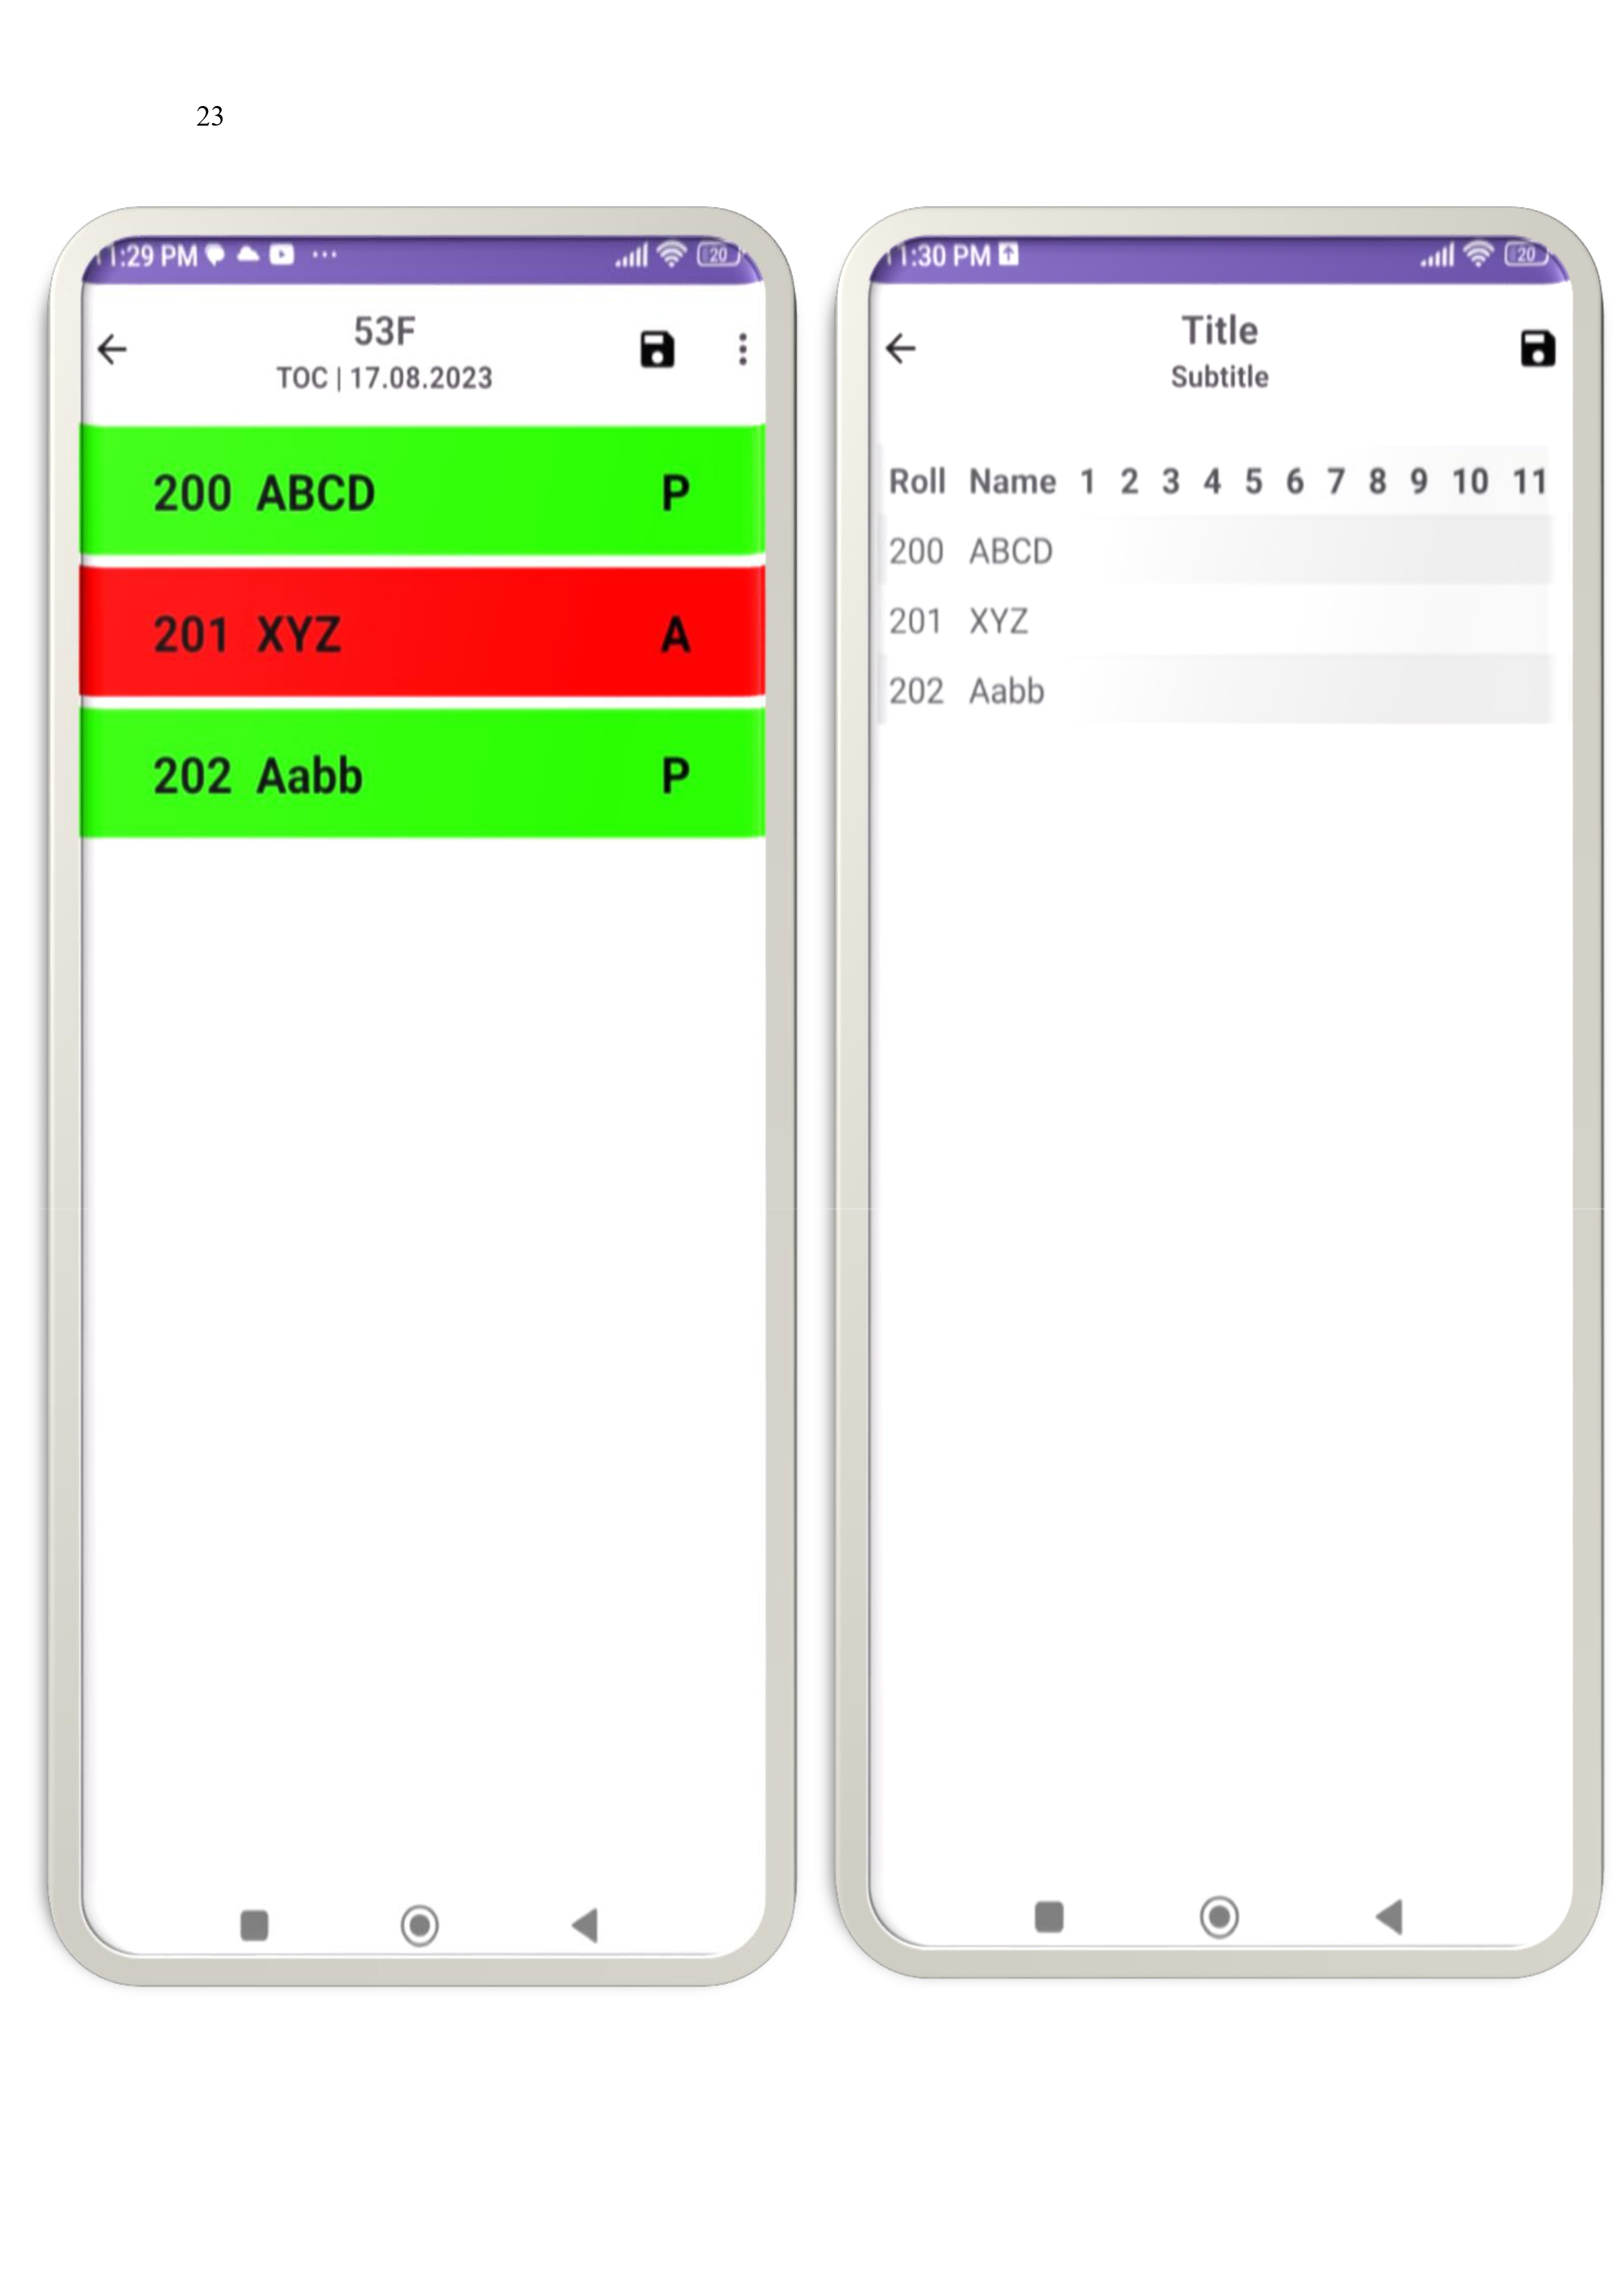 23
1:29 PM
20
53F
TOC | 17.08.2023
200 ABCD P
201 XYZ A
202 Aabb P
1:30 PM
20
Title
Subtitle
Roll Name 1 2 3 4 5 6 7 8 9 10 11
200 ABCD
201 XYZ
202 Aabb